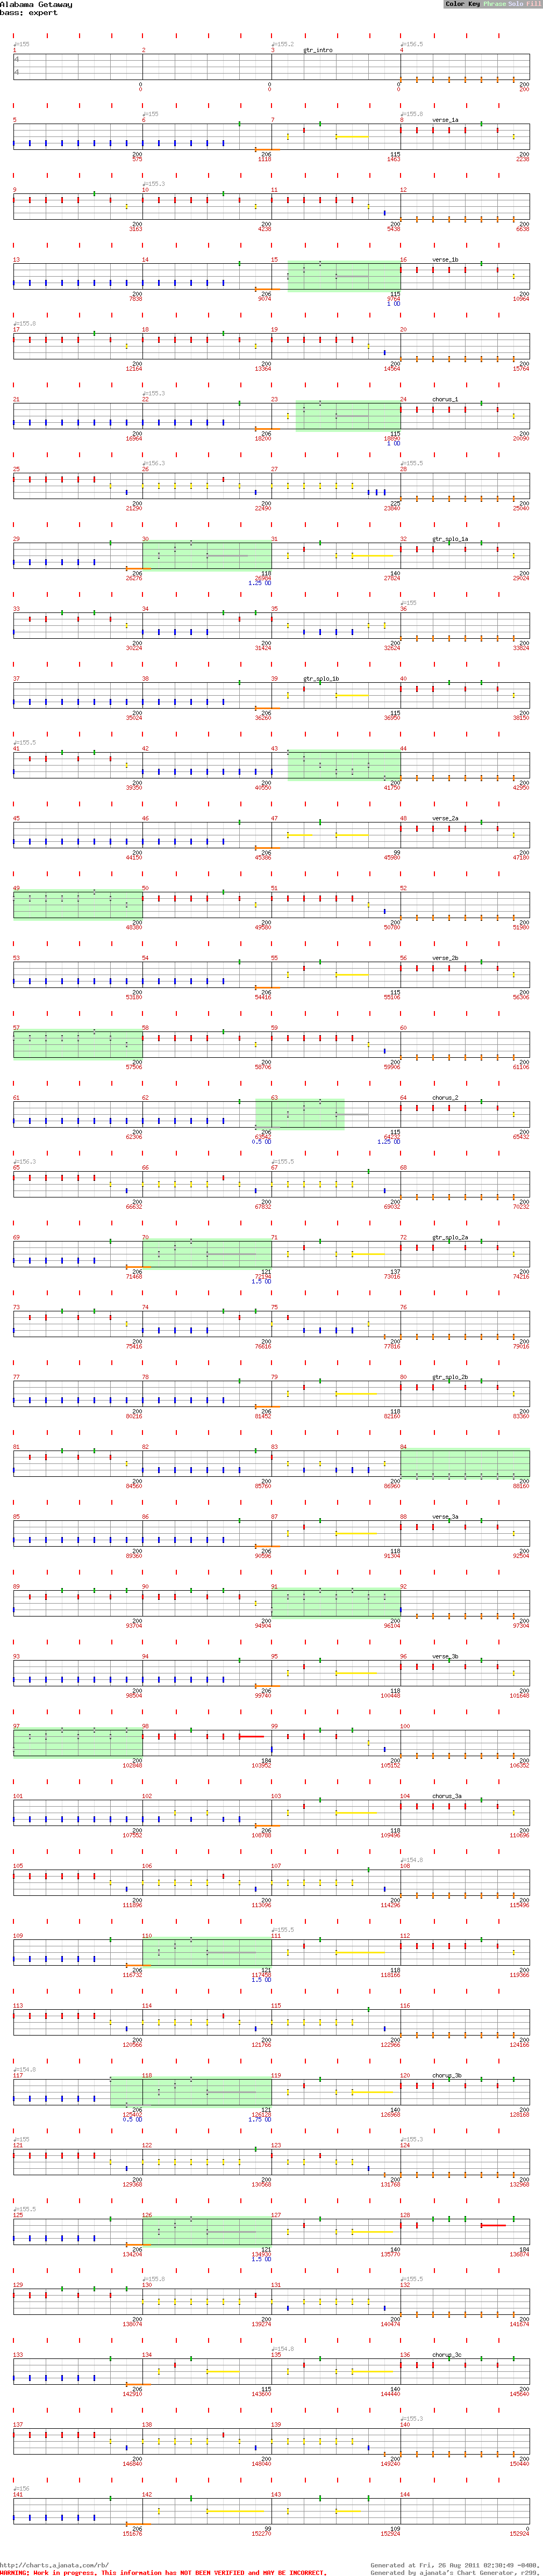 Alabama Getaway
bass: expert
Color Key Phrase Solo Fill
♩=155 ♩=155.2 ♩=156.5
1 2 3 gtr_intro 4
4
4
0 0 0 200
0 0 0 200
♩=155 ♩=155.8
5 6 7 8 verse_1a
200 206 115 200
575 1118 1463 2238
♩=155.3
9 10 11 12
200 200 200 200
3163 4238 5438 6638
13 14 15 16 verse_1b
200 206 115 200
7838 9074 9764 10964
1 OD
♩=155.8
17 18 19 20
200 200 200 200
12164 13364 14564 15764
♩=155.3
21 22 23 24 chorus_1
200 206 115 200
16964 18200 18890 20090
1 OD
♩=156.3 ♩=155.5
25 26 27 28
200 200 225 200
21290 22490 23840 25040
29 30 31 32 gtr_solo_1a
206 118 140 200
26276 26984 27824 29024
1.25 OD
♩=155
33 34 35 36
200 200 200 200
30224 31424 32624 33824
37 38 39 gtr_solo_1b 40
200 206 115 200
35024 36260 36950 38150
♩=155.5
41 42 43 44
200 200 200 200
39350 40550 41750 42950
45 46 47 48 verse_2a
200 206 99 200
44150 45386 45980 47180
49 50 51 52
200 200 200 200
48380 49580 50780 51980
53 54 55 56 verse_2b
200 206 115 200
53180 54416 55106 56306
57 58 59 60
200 200 200 200
57506 58706 59906 61106
61 62 63 64 chorus_2
200 206 115 200
62306 63542 64232 65432
0.5 OD 1.25 OD
♩=156.3 ♩=155.5
65 66 67 68
200 200 200 200
66632 67832 69032 70232
69 70 71 72 gtr_solo_2a
206 121 137 200
71468 72194 73016 74216
1.5 OD
73 74 75 76
200 200 200 200
75416 76616 77816 79016
77 78 79 80 gtr_solo_2b
200 206 118 200
80216 81452 82160 83360
81 82 83 84
200 200 200 200
84560 85760 86960 88160
85 86 87 88 verse_3a
200 206 118 200
89360 90596 91304 92504
89 90 91 92
200 200 200 200
93704 94904 96104 97304
93 94 95 96 verse_3b
200 206 118 200
98504 99740 100448 101648
97 98 99 100
200 184 200 200
102848 103952 105152 106352
101 102 103 104 chorus_3a
200 206 118 200
107552 108788 109496 110696
♩=154.8
105 106 107 108
200 200 200 200
111896 113096 114296 115496
♩=155.5
109 110 111 112
206 121 118 200
116732 117458 118166 119366
1.5 OD
113 114 115 116
200 200 200 200
120566 121766 122966 124166
♩=154.8
117 118 119 120 chorus_3b
206 121 140 200
125402 126128 126968 128168
0.5 OD 1.75 OD
♩=155 ♩=155.3
121 122 123 124
200 200 200 200
129368 130568 131768 132968
♩=155.5
125 126 127 128
206 121 140 184
134204 134930 135770 136874
1.5 OD
♩=155.8 ♩=155.5
129 130 131 132
200 200 200 200
138074 139274 140474 141674
♩=154.8
133 134 135 136 chorus_3c
206 115 140 200
142910 143600 144440 145640
♩=155.3
137 138 139 140
200 200 200 200
146840 148040 149240 150440
♩=156
141 142 143 144
206 99 109 0
151676 152270 152924 152924
http://charts.ajanata.com/rb/
Generated at Fri, 26 Aug 2011 02:30:49 -0400.
WARNING: Work in progress. This information has NOT BEEN VERIFIED and MAY BE INCORRECT.
Generated by ajanata's Chart Generator, r299.